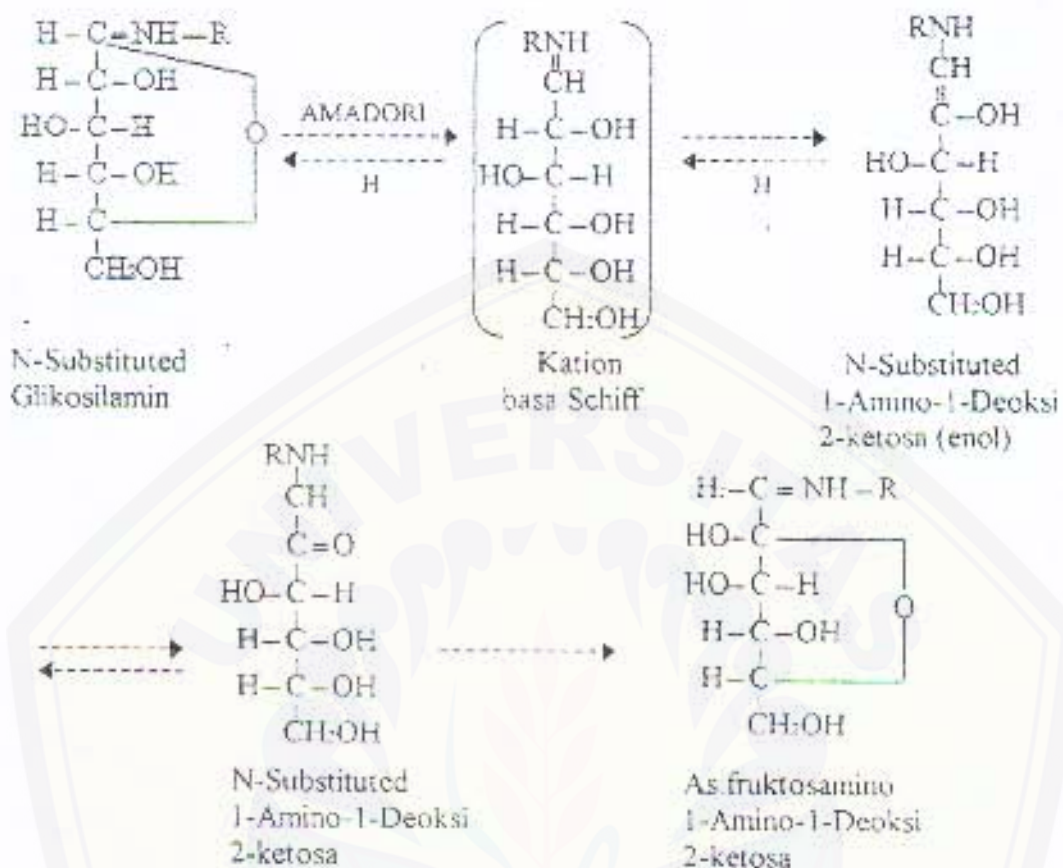 H-C=NH-R
H-C-OH
HO-C-H
O
H-C-OH
H-C
CH2OH
N-Substituted
Glikosilamin
AMADORI
H
RNH
CH
H-C-OH
HO-C-H
H-C-OH
H-C-OH
CH2OH
Kation
basa Schiff
H
RNH
CH
C-OH
HO-C-H
H-C-OH
H-C-OH
CH2OH
N-Substituted
1-Amino-1-Deoksi
2-ketosa (enol)
RNH
CH
C=O
HO-C-H
H-C-OH
H-C-OH
CH2OH
N-Substituted
1-Amino-1-Deoksi
2-ketosa
H:-C=NH-R
HO-C
HO-C-H
O
H-C-OH
H-C
CH2OH
As.fruktosamino
1-Amino-1-Deoksi
2-ketosa
UNIVERSITAS